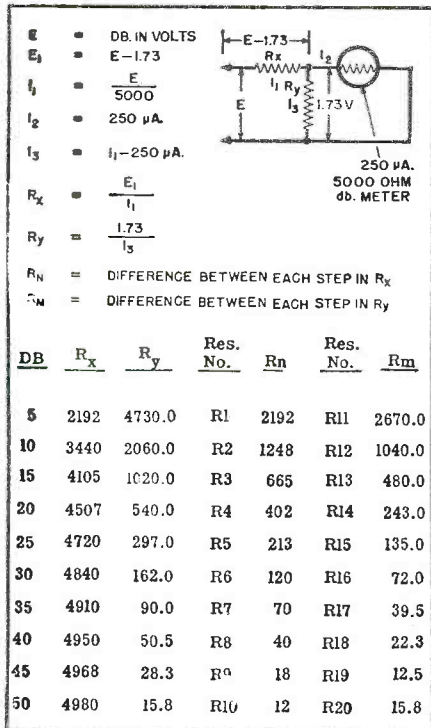 E = DB. IN VOLTS
E₁ = E-1.73
I₁ = E / 5000
I₂ = 250 µA.
I₃ = I₁-250 µA.
Rx = E₁ / I₁
Ry = 1.73 / I₃
E-1.73
Rx
I₂
I₁ Ry
I₃
E
1.73 V
250 µA.
5000 OHM
db. METER
RN = DIFFERENCE BETWEEN EACH STEP IN RX
RM = DIFFERENCE BETWEEN EACH STEP IN Ry
DB Rx Ry Res. No. Rn Res. No. Rm
5 2192 4730.0 R1 2192 R11 2670.0
10 3440 2060.0 R2 1248 R12 1040.0
15 4105 1020.0 R3 665 R13 480.0
20 4507 540.0 R4 402 R14 243.0
25 4720 297.0 R5 213 R15 135.0
30 4840 162.0 R6 120 R16 72.0
35 4910 90.0 R7 70 R17 39.5
40 4950 50.5 R8 40 R18 22.3
45 4968 28.3 R9 18 R19 12.5
50 4980 15.8 R10 12 R20 15.8